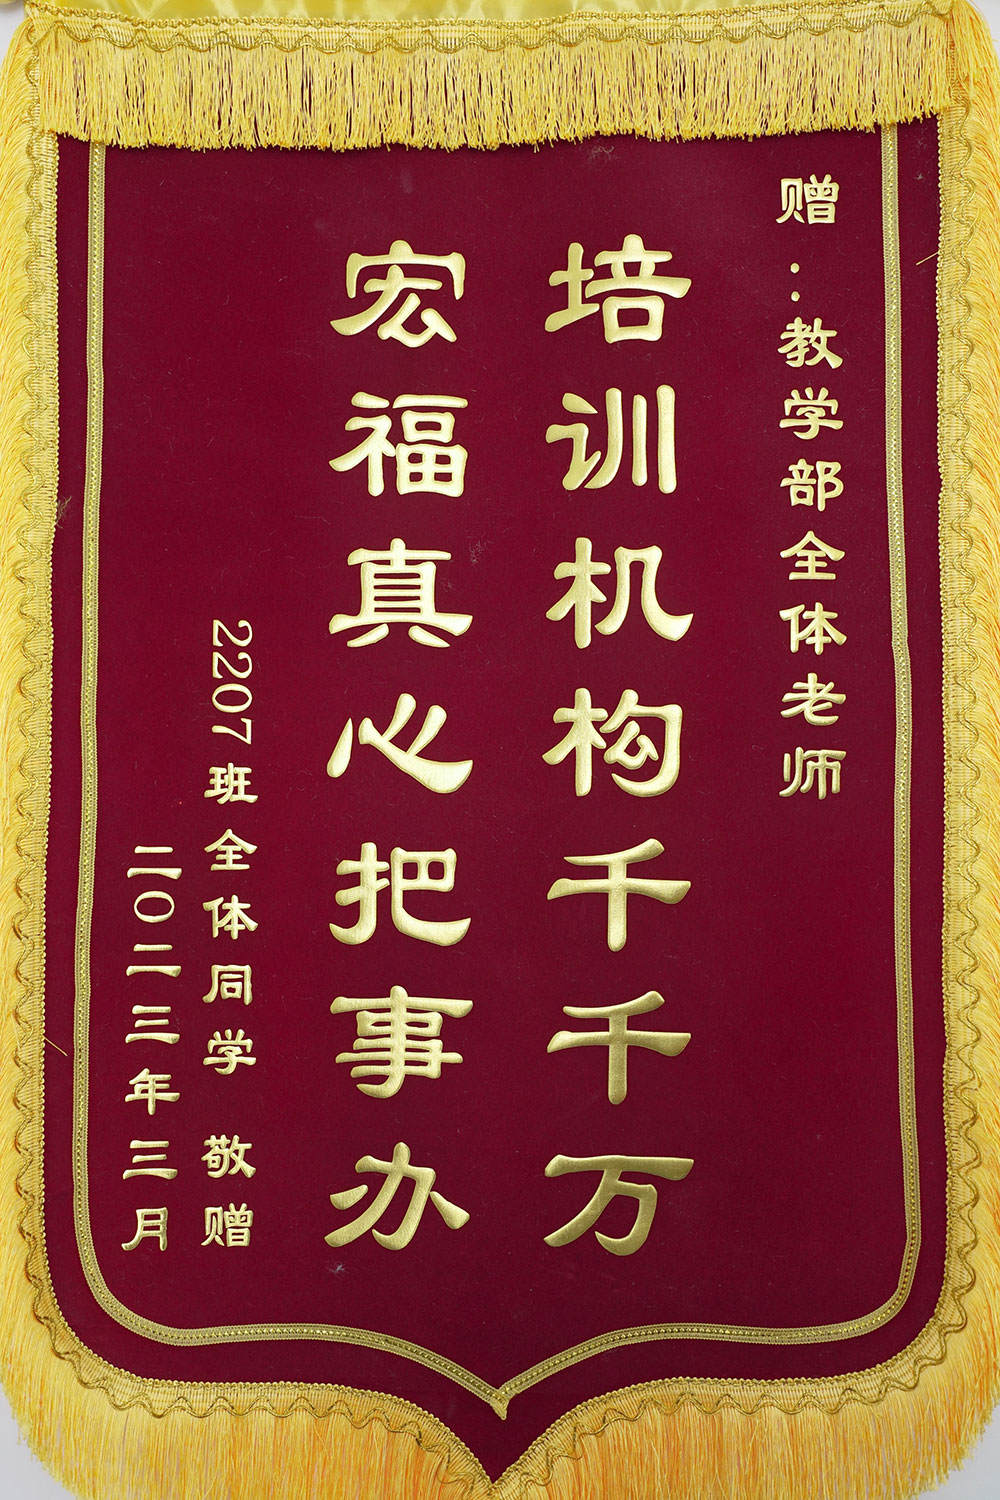 赠：教学部全体老师
培训机构千千万
宏福真心把事办
2207班全体同学 敬赠
二〇二三年三月